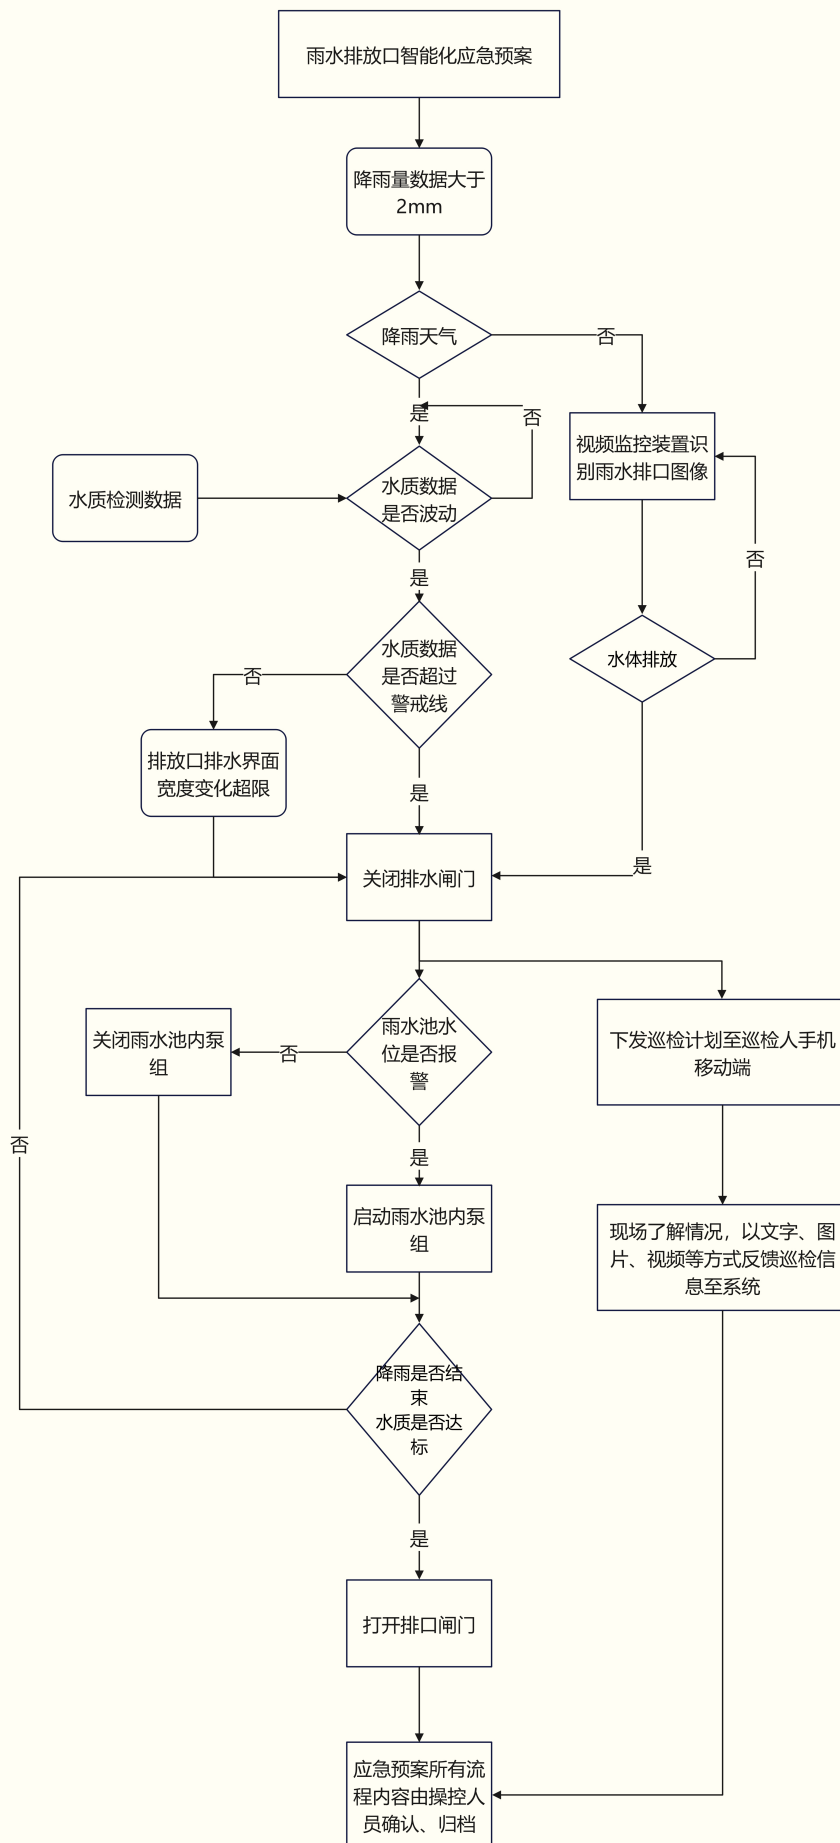 雨水排放口智能化应急预案
降雨量数据大于
2mm
降雨天气
否
是
否
视频监控装置识
别雨水排口图像
水质检测数据
水质数据
是否波动
否
是
水质数据
是否超过
警戒线
水体排放
否
排放口排水界面
宽度变化超限
是
关闭排水闸门
是
雨水池水
位是否报
警
关闭雨水池内泵
组
否
下发巡检计划至巡检人手机
移动端
否
是
启动雨水池内泵
组
现场了解情况，以文字、图
片、视频等方式反馈巡检信
息至系统
降雨是否结
束
水质是否达
标
是
打开排口闸门
应急预案所有流
程内容由操控人
员确认、归档